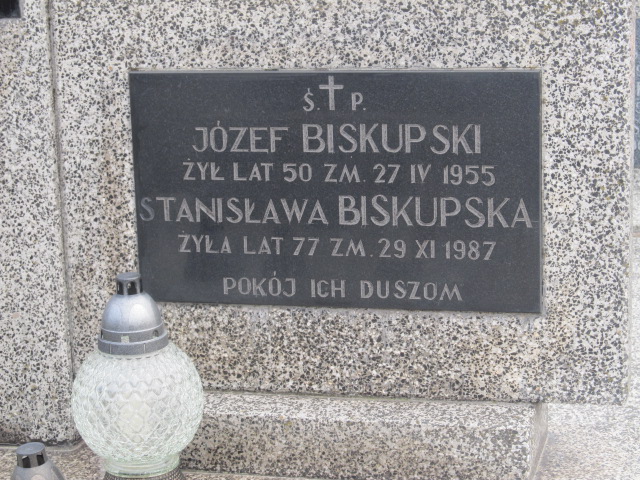 Ś. P.
JÓZEF BISKUPSKI
ŻYŁ LAT 50 ZM. 27 IV 1955
STANISŁAWA BISKUPSKA
ŻYŁA LAT 77 ZM. 29 XI 1987
POKÓJ ICH DUSZOM